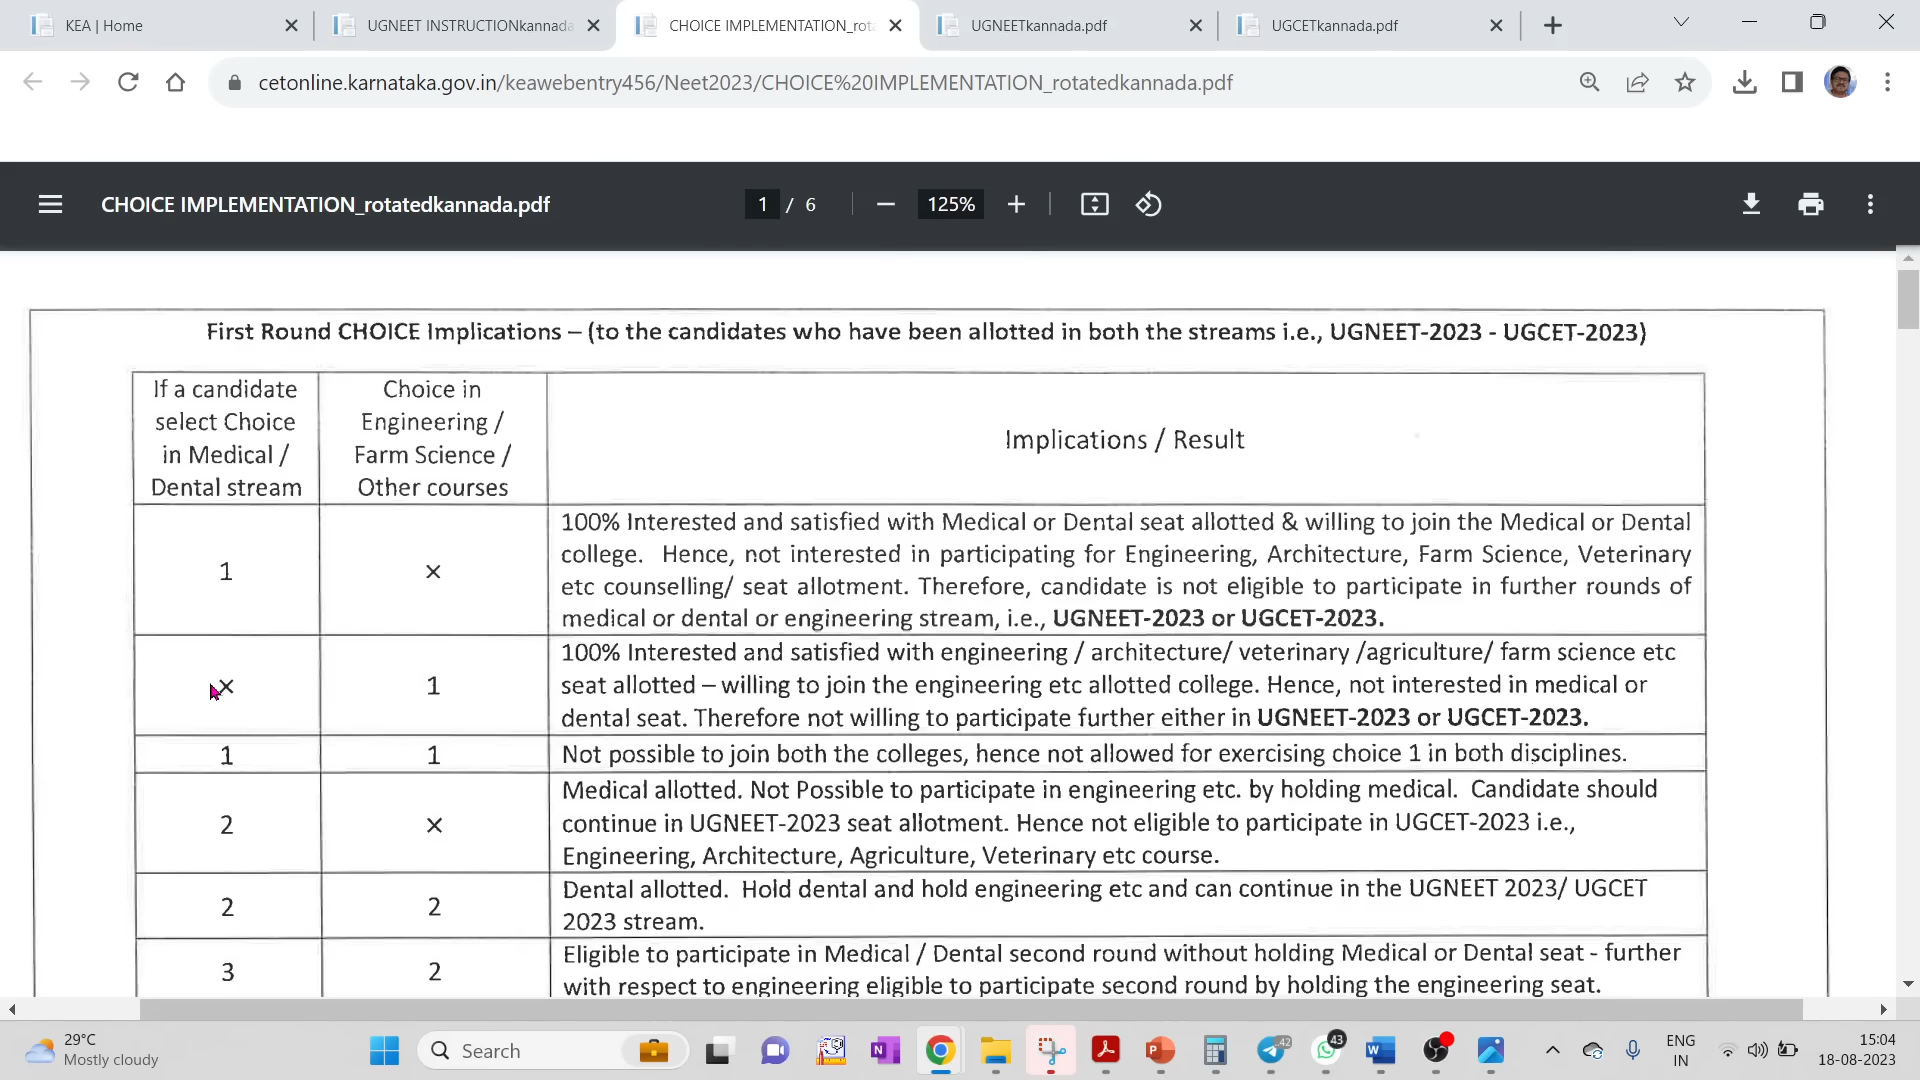 KEA | Home
UGNEET INSTRUCTIONkannada
CHOICE IMPLEMENTATION_rota
UGNEETkannada.pdf
UGCETkannada.pdf
cetonline.karnataka.gov.in/keawebentry456/Neet2023/CHOICE%20IMPLEMENTATION_rotatedkannada.pdf
CHOICE IMPLEMENTATION_rotatedkannada.pdf
1 / 6
125%
First Round CHOICE Implications – (to the candidates who have been allotted in both the streams i.e., UGNEET-2023 - UGCET-2023)
If a candidate
select Choice
in Medical /
Dental stream
Choice in
Engineering /
Farm Science /
Other courses
Implications / Result
1
×
100% Interested and satisfied with Medical or Dental seat allotted & willing to join the Medical or Dental
college. Hence, not interested in participating for Engineering, Architecture, Farm Science, Veterinary
etc counselling/ seat allotment. Therefore, candidate is not eligible to participate in further rounds of
medical or dental or engineering stream, i.e., UGNEET-2023 or UGCET-2023.
×
1
100% Interested and satisfied with engineering / architecture/ veterinary /agriculture/ farm science etc
seat allotted – willing to join the engineering etc allotted college. Hence, not interested in medical or
dental seat. Therefore not willing to participate further either in UGNEET-2023 or UGCET-2023.
1
1
Not possible to join both the colleges, hence not allowed for exercising choice 1 in both disciplines.
2
×
Medical allotted. Not Possible to participate in engineering etc. by holding medical. Candidate should
continue in UGNEET-2023 seat allotment. Hence not eligible to participate in UGCET-2023 i.e.,
Engineering, Architecture, Agriculture, Veterinary etc course.
2
2
Dental allotted. Hold dental and hold engineering etc and can continue in the UGNEET 2023/ UGCET
2023 stream.
3
2
Eligible to participate in Medical / Dental second round without holding Medical or Dental seat - further
with respect to engineering eligible to participate second round by holding the engineering seat.
29°C
Mostly cloudy
Search
42
43
ENG
IN
15:04
18-08-2023